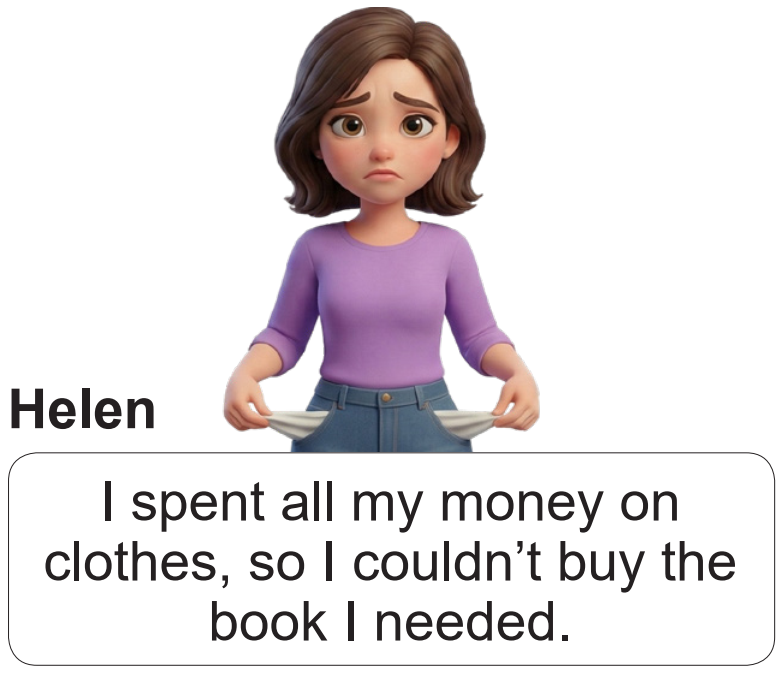 Helen
I spent all my money on
clothes, so I couldn’t buy the
book I needed.